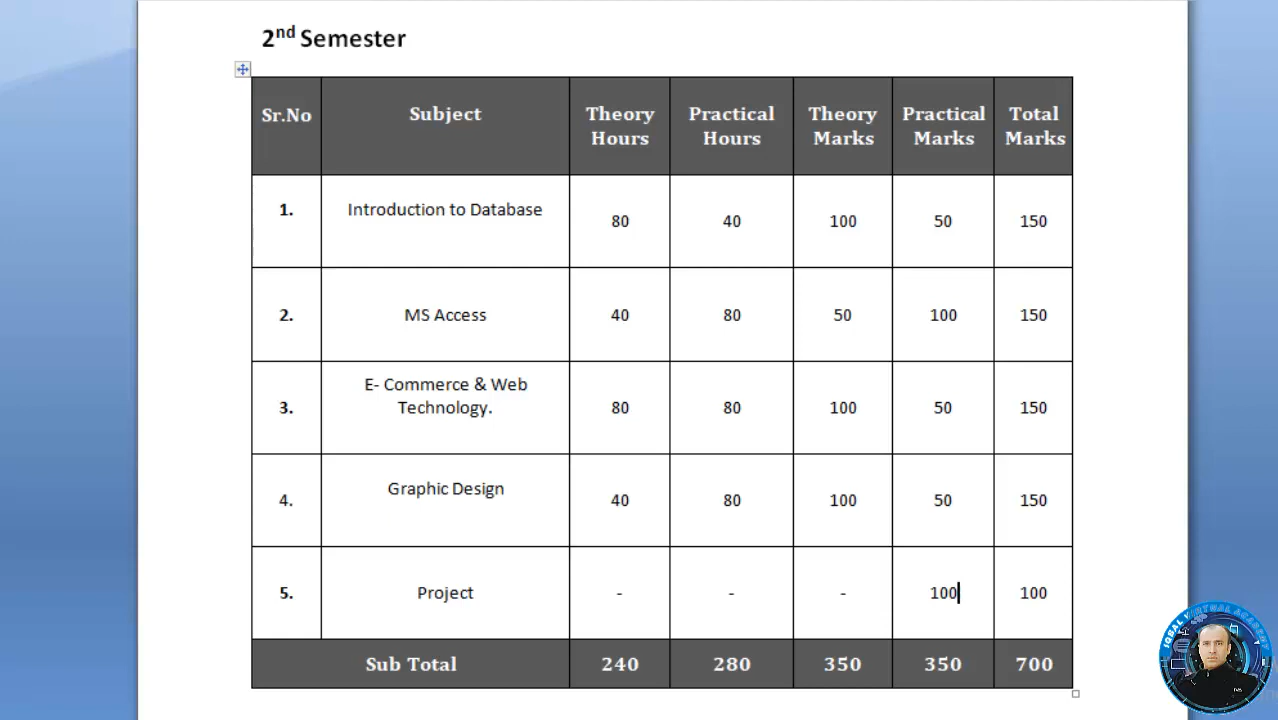 2nd Semester
Sr.No Subject Theory Hours Practical Hours Theory Marks Practical Marks Total Marks
1. Introduction to Database 80 40 100 50 150
2. MS Access 40 80 50 100 150
3. E- Commerce & Web Technology. 80 80 100 50 150
4. Graphic Design 40 80 100 50 150
5. Project - - - 100 100
Sub Total 240 280 350 350 700
IQBAL VIRTUAL ACADEMY